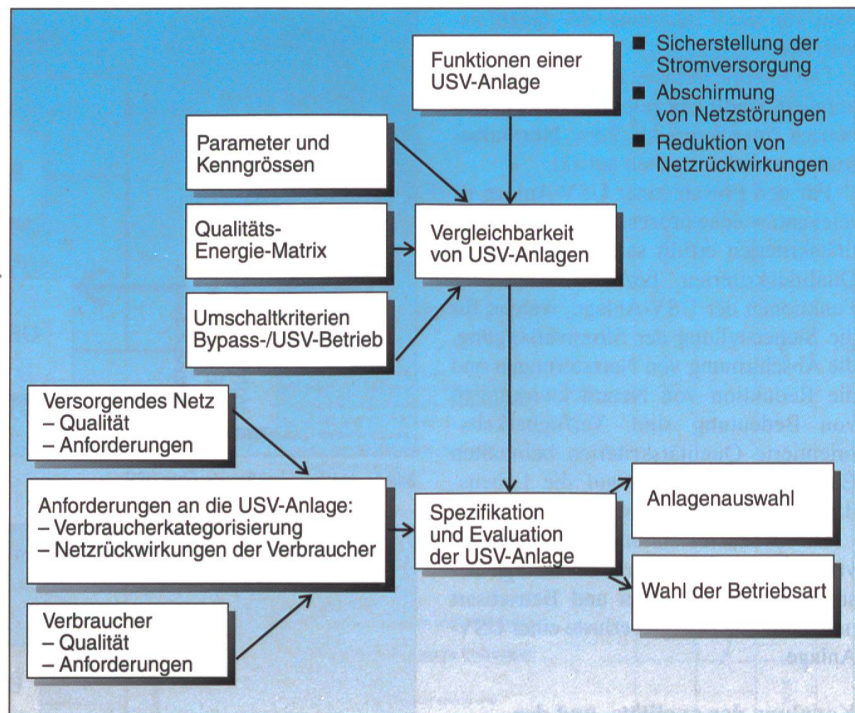 Funktionen einer
USV-Anlage
■ Sicherstellung der
Stromversorgung
■ Abschirmung
von Netzstörungen
■ Reduktion von
Netzrückwirkungen
Parameter und
Kenngrössen
Qualitäts-
Energie-Matrix
Umschaltkriterien
Bypass-/USV-Betrieb
Vergleichbarkeit
von USV-Anlagen
Versorgendes Netz
– Qualität
– Anforderungen
Anforderungen an die USV-Anlage:
– Verbraucherkategorisierung
– Netzrückwirkungen der Verbraucher
Verbraucher
– Qualität
– Anforderungen
Spezifikation
und Evaluation
der USV-Anlage
Anlagenauswahl
Wahl der Betriebsart